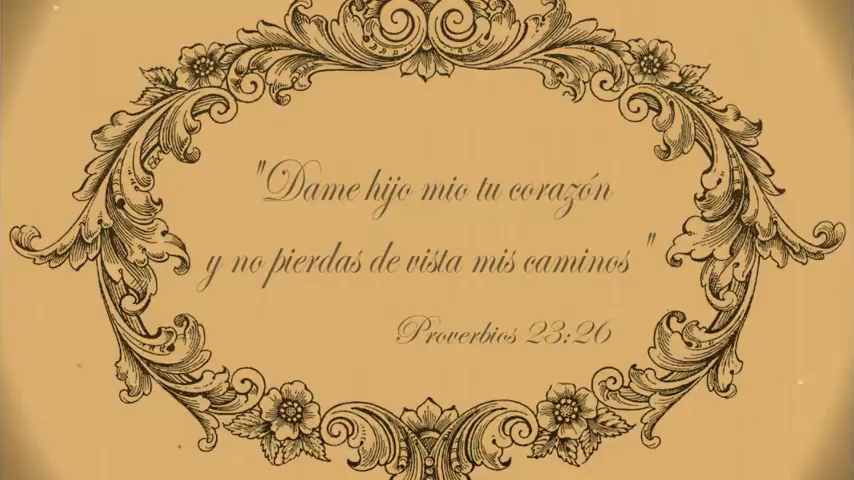 "Dame hijo mio tu corazón
y no pierdas de vista mis caminos "
Proverbios 23:26